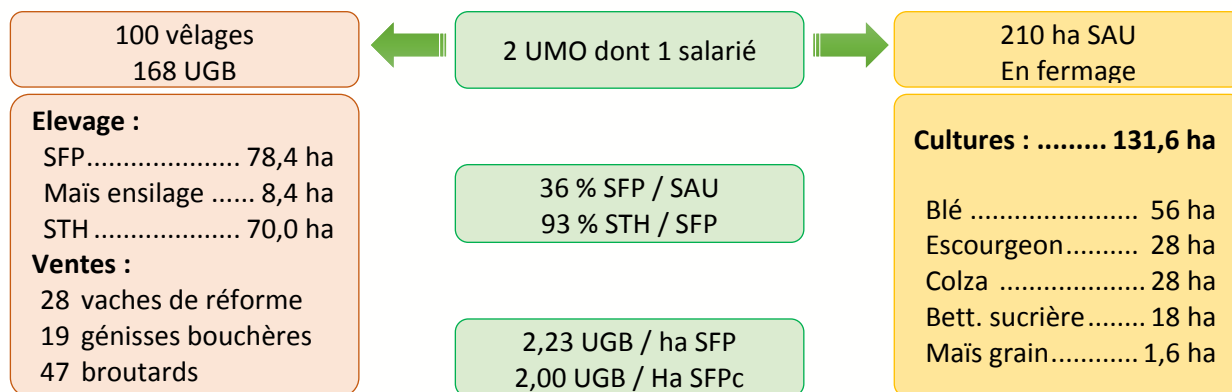 100 vêlages
168 UGB
2 UMO dont 1 salarié
210 ha SAU
En fermage
Elevage :
SFP..................... 78,4 ha
Maïs ensilage ...... 8,4 ha
STH .................... 70,0 ha
Ventes :
28 vaches de réforme
19 génisses bouchères
47 broutards
36 % SFP / SAU
93 % STH / SFP
2,23 UGB / ha SFP
2,00 UGB / Ha SFPc
Cultures : ......... 131,6 ha
Blé ....................... 56 ha
Escourgeon.......... 28 ha
Colza ................... 28 ha
Bett. sucrière....... 18 ha
Maïs grain........... 1,6 ha